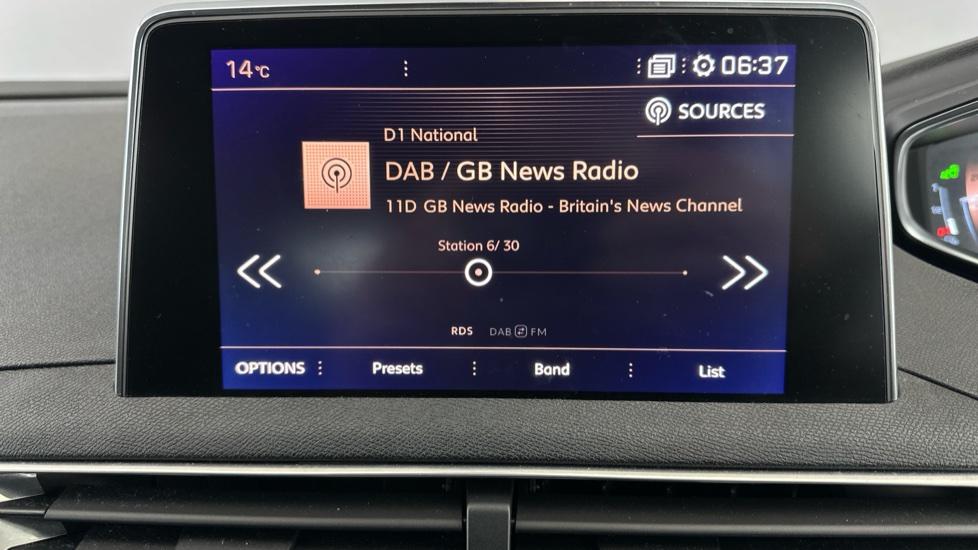 14°C
06:37
SOURCES
D1 National
DAB / GB News Radio
11D GB News Radio - Britain's News Channel
Station 6/ 30
RDS DAB FM
OPTIONS Presets Band List